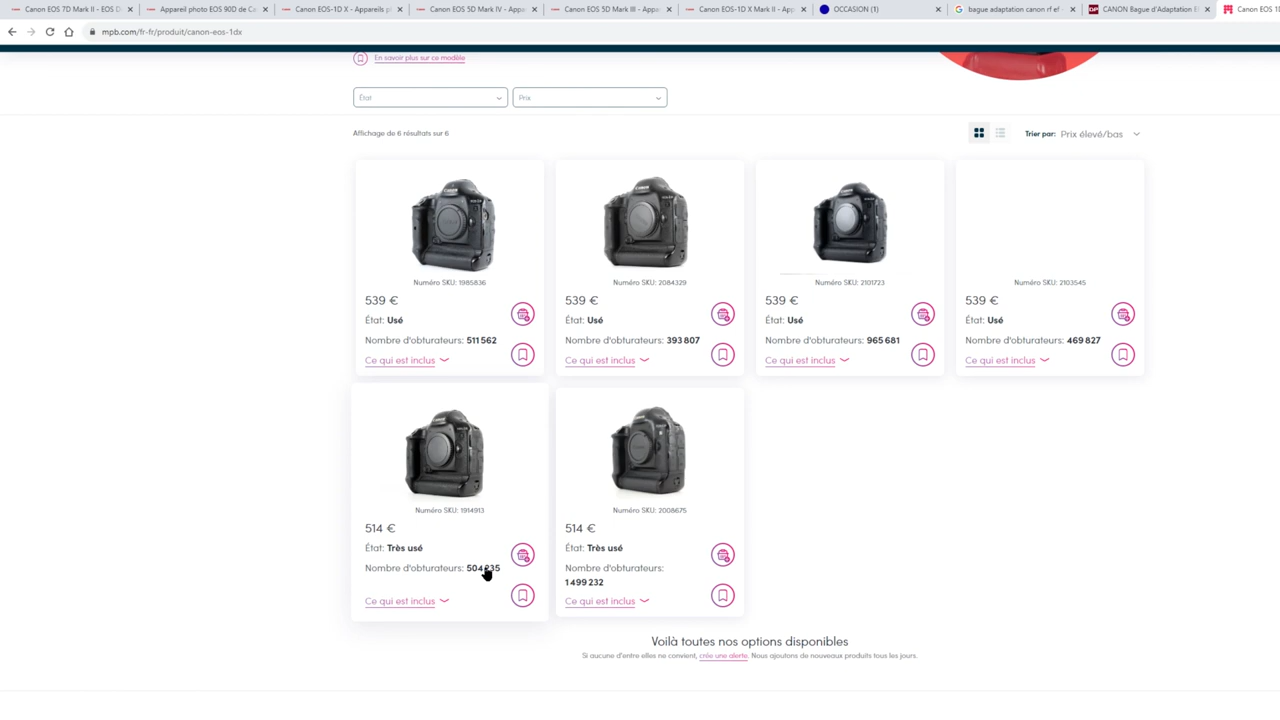 Canon EOS 7D Mark II - EOS D
Appareil photo EOS 90D de Ca
Canon EOS-1D X - Appareils p
Canon EOS 5D Mark IV - Appa
Canon EOS 5D Mark III - Appar
Canon EOS-1D X Mark II - App
OCCASION (1)
bague adaptation canon rf ef
CANON Bague d'Adaptation E
Canon EOS 1D
mpb.com/fr-fr/produit/canon-eos-1dx
En savoir plus sur ce modèle
État
Prix
Affichage de 6 résultats sur 6
Trier par: Prix élevé/bas
Numéro SKU: 1985836
Numéro SKU: 2084329
Numéro SKU: 2101723
Numéro SKU: 2103545
539 €
539 €
539 €
539 €
État: Usé
État: Usé
État: Usé
État: Usé
Nombre d'obturateurs: 511 562
Nombre d'obturateurs: 393 807
Nombre d'obturateurs: 965 681
Nombre d'obturateurs: 469 827
Ce qui est inclus
Ce qui est inclus
Ce qui est inclus
Ce qui est inclus
Numéro SKU: 1914913
Numéro SKU: 2008675
514 €
514 €
État: Très usé
État: Très usé
Nombre d'obturateurs: 504 235
Nombre d'obturateurs:
1 499 232
Ce qui est inclus
Ce qui est inclus
Voilà toutes nos options disponibles
Si aucune d'entre elles ne convient, crée une alerte. Nous ajoutons de nouveaux produits tous les jours.